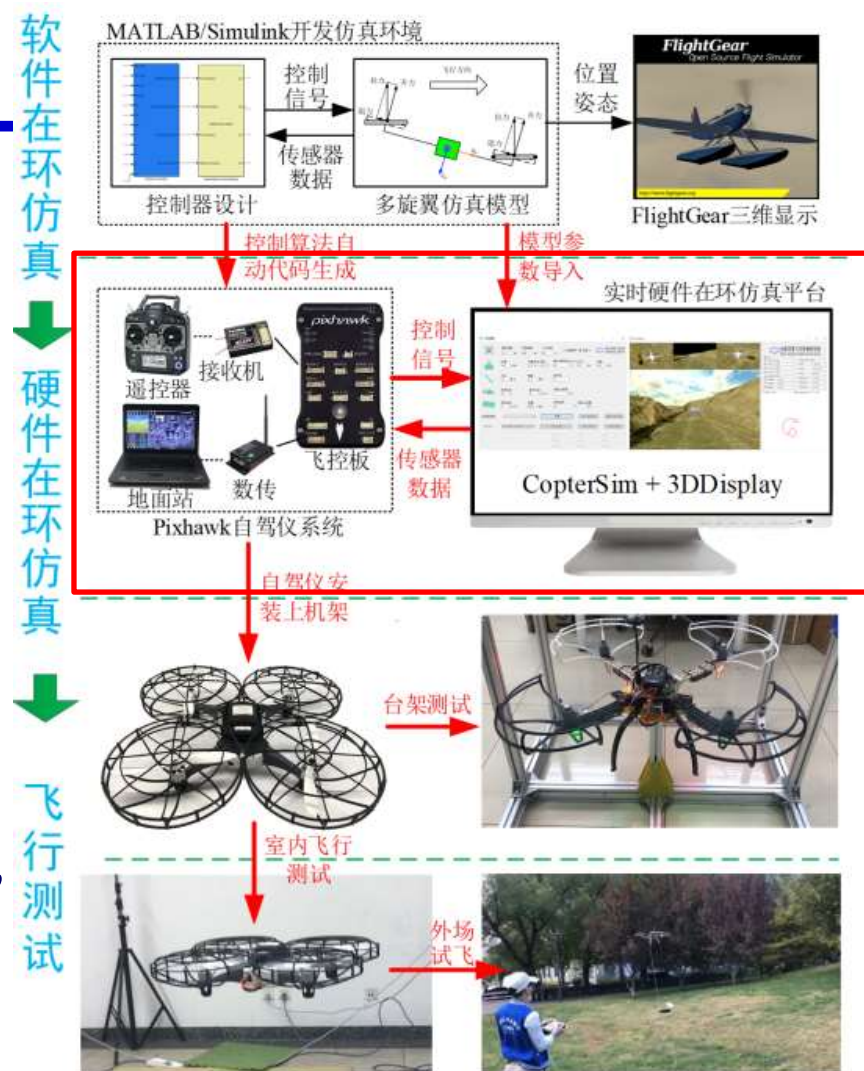 软件在环仿真
MATLAB/Simulink开发仿真环境
控制
信号
传感器
数据
控制器设计
多旋翼仿真模型
位置
姿态
FlightGear
Open Source Flight Simulator
FlightGear三维显示
控制算法自
动代码生成
模型参
数导入
硬件在环仿真
实时硬件在环仿真平台
遥控器
接收机
pixhawk
飞控板
地面站
数传
Pixhawk自驾仪系统
控制
信号
传感器
数据
CopterSim + 3DDisplay
自驾仪安
装上机架
飞行测试
台架测试
室内飞行
测试
外场
试飞